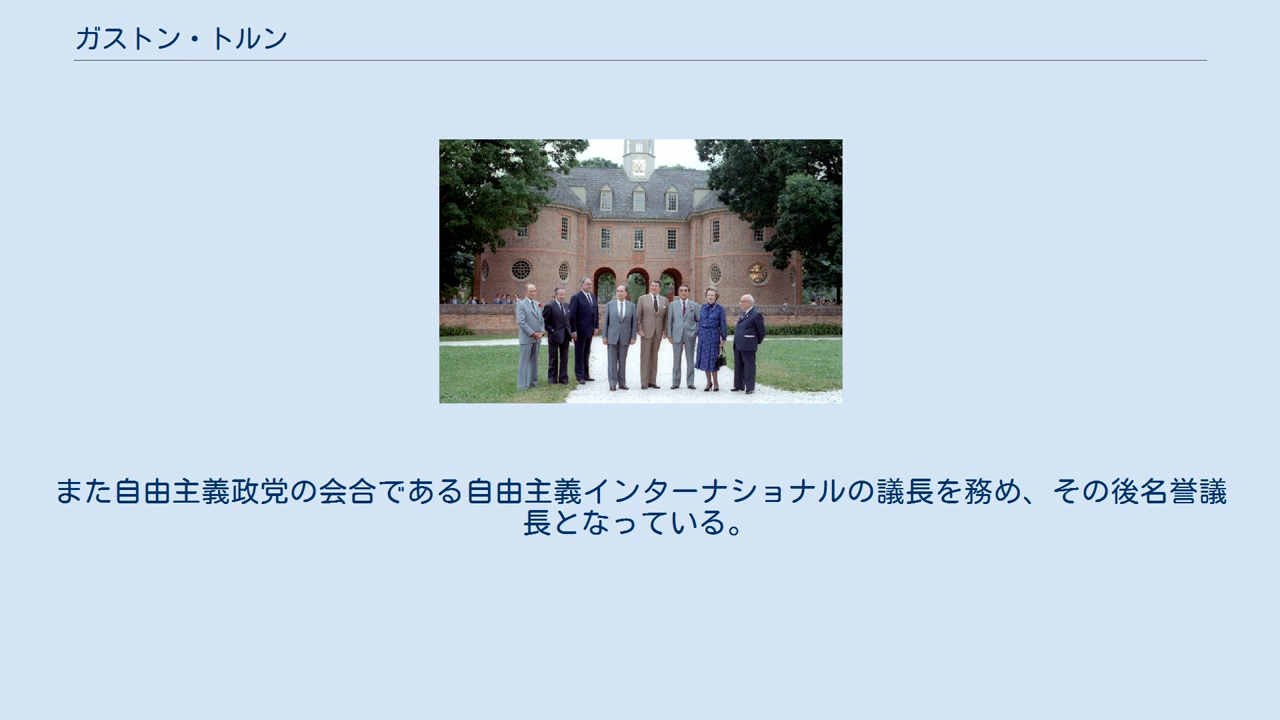 ガストン・トルン
また自由主義政党の会合である自由主義インターナショナルの議長を務め、その後名誉議
長となっている。